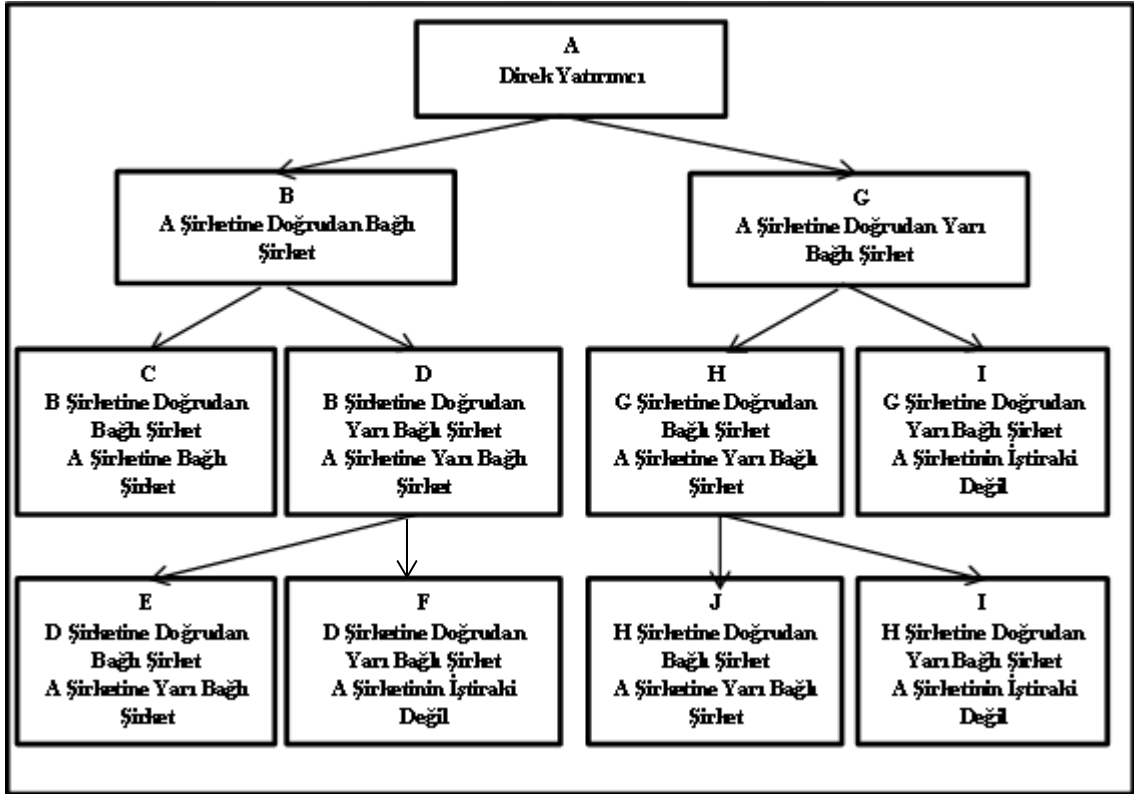 A
Direk Yatırımcı
B
A Şirketine Doğrudan Bağlı
Şirket
G
A Şirketine Doğrudan Yarı
Bağlı Şirket
C
B Şirketine Doğrudan
Bağlı Şirket
A Şirketine Bağlı
Şirket
D
B Şirketine Doğrudan
Yarı Bağlı Şirket
A Şirketine Yarı Bağlı
Şirket
H
G Şirketine Doğrudan
Bağlı Şirket
A Şirketine Yarı Bağlı
Şirket
I
G Şirketine Doğrudan
Yarı Bağlı Şirket
A Şirketinin İştiraki
Değil
E
D Şirketine Doğrudan
Bağlı Şirket
A Şirketine Yarı Bağlı
Şirket
F
D Şirketine Doğrudan
Yarı Bağlı Şirket
A Şirketinin İştiraki
Değil
J
H Şirketine Doğrudan
Bağlı Şirket
A Şirketine Yarı Bağlı
Şirket
I
H Şirketine Doğrudan
Yarı Bağlı Şirket
A Şirketinin İştiraki
Değil